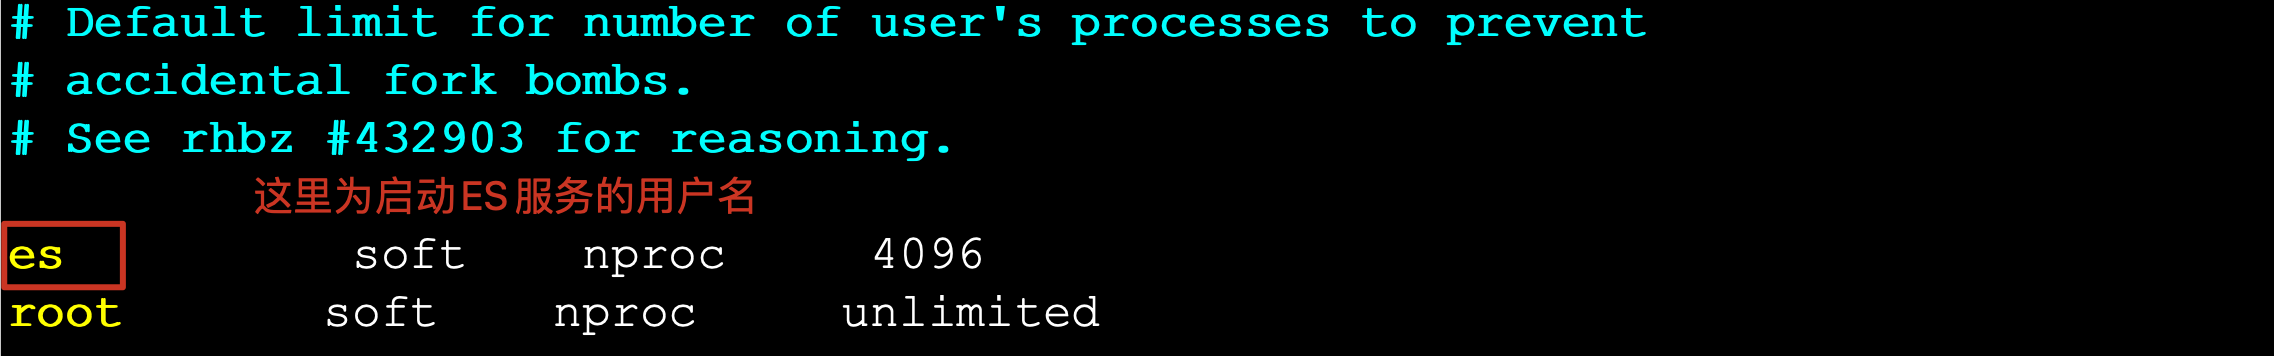 # Default limit for number of user's processes to prevent
# accidental fork bombs.
# See rhbz #432903 for reasoning.
这里为启动ES服务的用户名
es          soft    nproc     4096
root       soft    nproc     unlimited